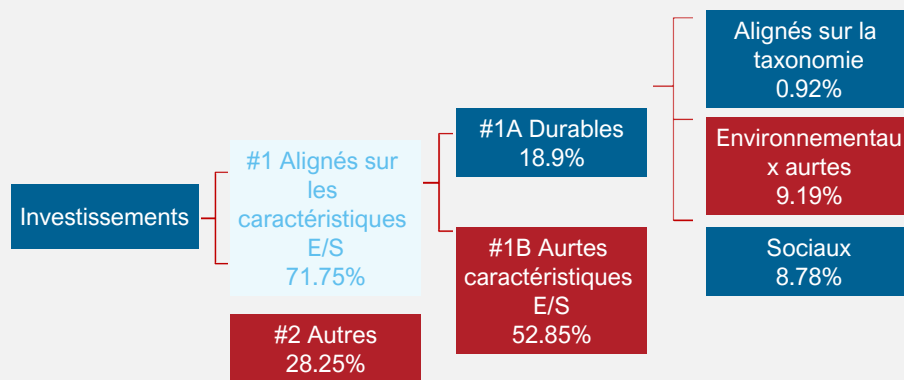 Investissements
#1 Alignés sur
les
caractéristiques
E/S
71.75%
#2 Autres
28.25%
#1A Durables
18.9%
#1B Aurtes
caractéristiques
E/S
52.85%
Alignés sur la
taxonomie
0.92%
Environnementau
x aurtes
9.19%
Sociaux
8.78%